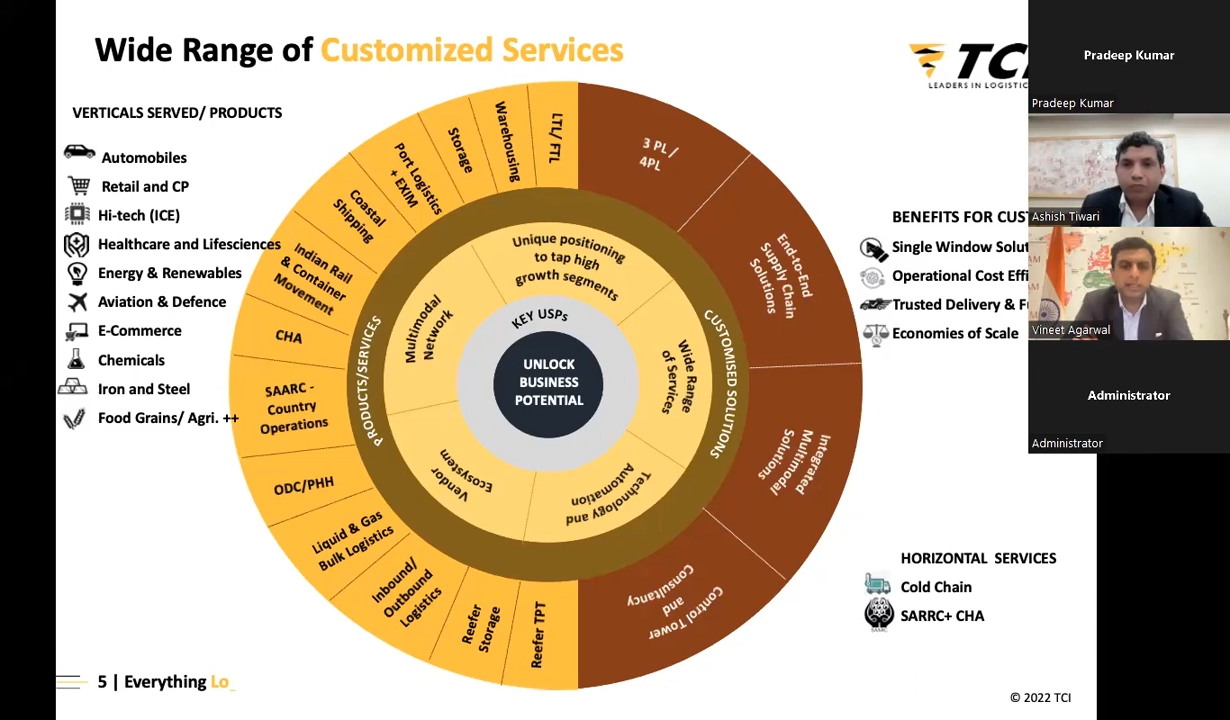 Wide Range of Customized Services
TCI
LEADERS IN LOGISTIC
VERTICALS SERVED/ PRODUCTS
Automobiles
Retail and CP
Hi-tech (ICE)
Healthcare and Lifesciences
Energy & Renewables
Aviation & Defence
E-Commerce
Chemicals
Iron and Steel
Food Grains/ Agri. ++
LTL/ FTL
Warehousing
Storage
Port Logistics
+ EXIM
Coastal
Shipping
Indian Rail
& Container
Movement
CHA
SAARC -
Country
Operations
ODC/PHH
Liquid & Gas
Bulk Logistics
Inbound/
Outbound
Logistics
Reefer
Storage
Reefer TPT
3 PL /
4PL
End-to-End
Supply Chain
Solutions
Integrated
Multimodal
Solutions
Control Tower
and
Consultancy
PRODUCTS/SERVICES
CUSTOMISED SOLUTIONS
Unique positioning
to tap high
growth segments
Wide Range
of Services
Technology and
Automation
Vendor
Ecosystem
Multimodal
Network
KEY USPs
UNLOCK
BUSINESS
POTENTIAL
BENEFITS FOR CUST
Single Window Solut
Operational Cost Effi
Trusted Delivery & Fu
Economies of Scale
HORIZONTAL SERVICES
Cold Chain
SARRC+ CHA
5 | Everything Lo_
© 2022 TCI
Pradeep Kumar
Pradeep Kumar
Ashish Tiwari
Vineet Agarwal
Administrator
Administrator